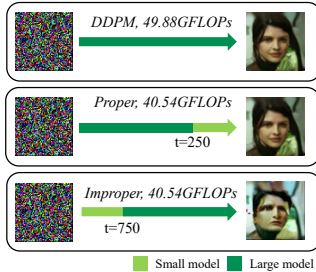 DDPM, 49.88GFLOPs
Proper, 40.54GFLOPs
t=250
Improper, 40.54GFLOPs
t=750
Small model Large model